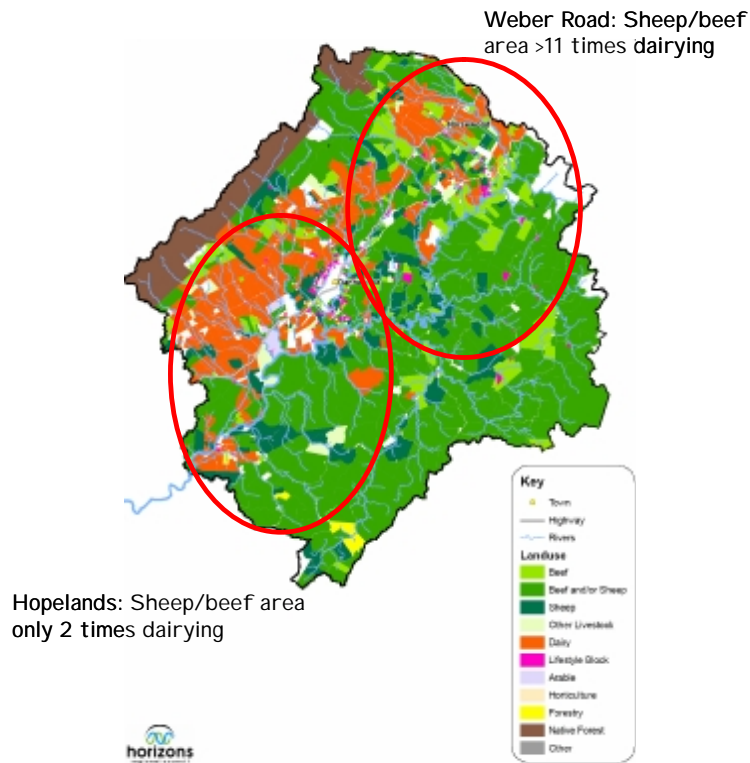 Weber Road: Sheep/beef
area >11 times dairying
Hopelands: Sheep/beef area
only 2 times dairying
Key
Town
Highway
Rivers
Landuse
Beef
Beef and/or Sheep
Sheep
Other Livestock
Dairy
Lifestyle Block
Arable
Horticulture
Forestry
Native Forest
Other
horizons